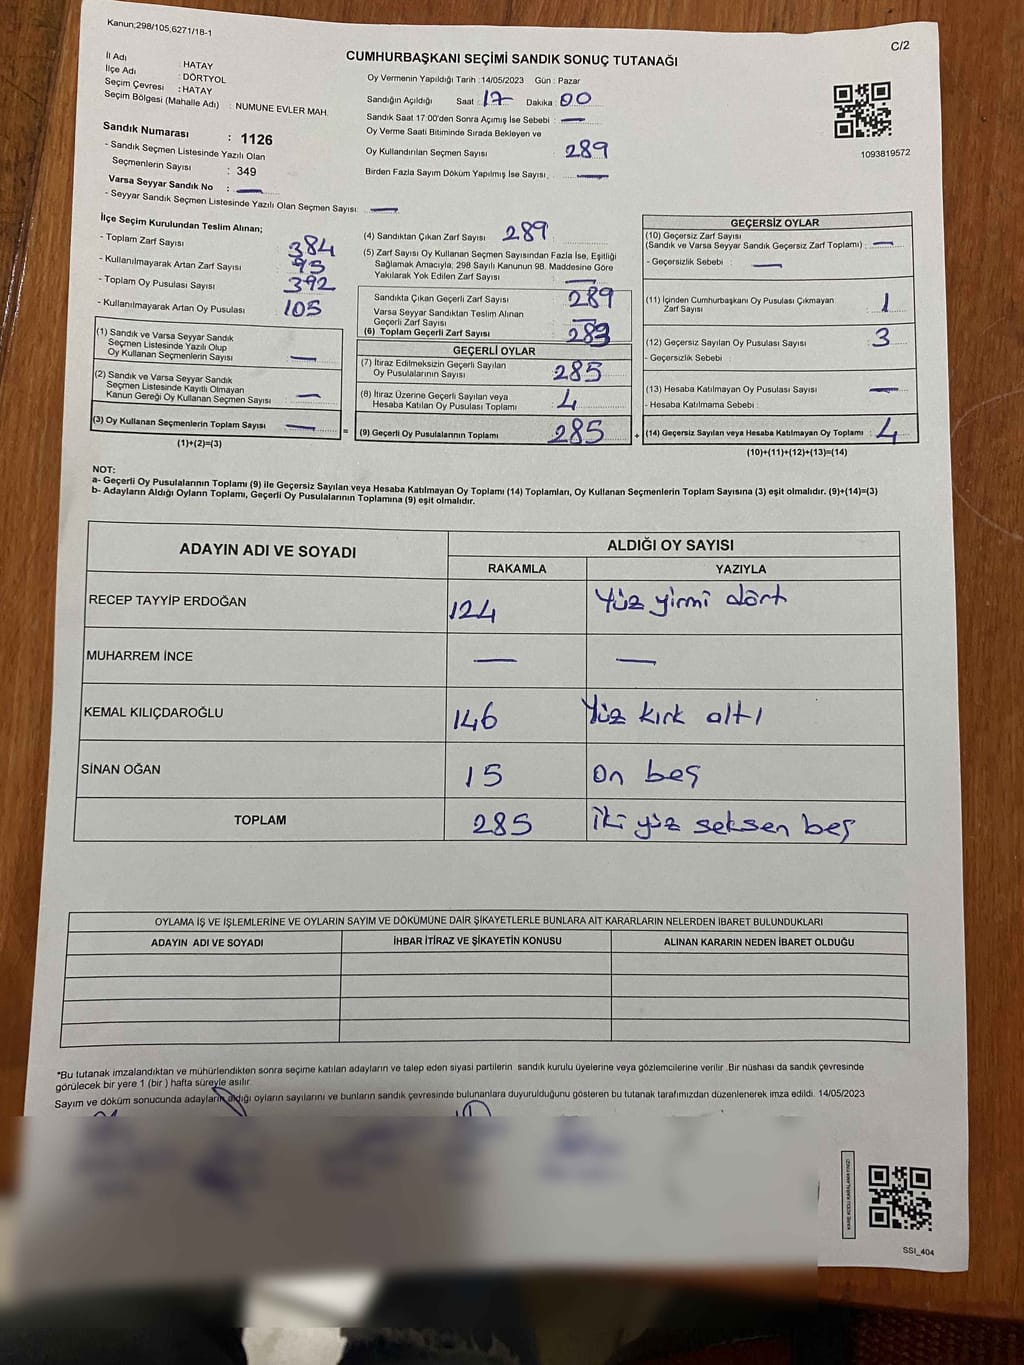 Kanun;298/105,6271/18-1
C/2
CUMHURBAŞKANI SEÇİMİ SANDIK SONUÇ TUTANAĞI
İl Adı : HATAY
İlçe Adı : DÖRTYOL
Seçim Çevresi : HATAY
Seçim Bölgesi (Mahalle Adı) : NUMUNE EVLER MAH.
Sandık Numarası : 1126
- Sandık Seçmen Listesinde Yazılı Olan
Seçmenlerin Sayısı : 349
Varsa Seyyar Sandık No : —
- Seyyar Sandık Seçmen Listesinde Yazılı Olan Seçmen Sayısı: —
Oy Vermenin Yapıldığı Tarih : 14/05/2023 Gün : Pazar
Sandığın Açıldığı Saat : 17 Dakika : 00
Sandık Saat 17:00'den Sonra Açımış İse Sebebi : —
Oy Verme Saati Bitiminde Sırada Bekleyen ve
Oy Kullandırılan Seçmen Sayısı 289
Birden Fazla Sayım Döküm Yapılmış İse Sayısı —
1093819572
İlçe Seçim Kurulundan Teslim Alınan;
- Toplam Zarf Sayısı 384
- Kullanılmayarak Artan Zarf Sayısı 95
- Toplam Oy Pusulası Sayısı 392
- Kullanılmayarak Artan Oy Pusulası 105
(1) Sandık ve Varsa Seyyar Sandık
Seçmen Listesinde Yazılı Olup
Oy Kullanan Seçmenlerin Sayısı —
(2) Sandık ve Varsa Seyyar Sandık
Seçmen Listesinde Kayıtlı Olmayan
Kanun Gereği Oy Kullanan Seçmen Sayısı —
(3) Oy Kullanan Seçmenlerin Toplam Sayısı —
(1)+(2)=(3)
(4) Sandıktan Çıkan Zarf Sayısı 289
(5) Zarf Sayısı Oy Kullanan Seçmen Sayısından Fazla İse, Eşitliği
Sağlamak Amacıyla, 298 Sayılı Kanunun 98. Maddesine Göre
Yakılarak Yok Edilen Zarf Sayısı —
Sandıkta Çıkan Geçerli Zarf Sayısı 289
Varsa Seyyar Sandıktan Teslim Alınan
Geçerli Zarf Sayısı —
(6) Toplam Geçerli Zarf Sayısı 289
GEÇERLİ OYLAR
(7) İtiraz Edilmeksizin Geçerli Sayılan
Oy Pusulalarının Sayısı 285
(8) İtiraz Üzerine Geçerli Sayılan veya
Hesaba Katılan Oy Pusulası Toplamı 4
= (9) Geçerli Oy Pusulalarının Toplamı 285
GEÇERSİZ OYLAR
(10) Geçersiz Zarf Sayısı
(Sandık ve Varsa Seyyar Sandık Geçersiz Zarf Toplamı) : —
- Geçersizlik Sebebi : —
(11) İçinden Cumhurbaşkanı Oy Pusulası Çıkmayan
Zarf Sayısı 1
(12) Geçersiz Sayılan Oy Pusulası Sayısı 3
- Geçersizlik Sebebi :
(13) Hesaba Katılmayan Oy Pusulası Sayısı —
- Hesaba Katılmama Sebebi :
+ (14) Geçersiz Sayılan veya Hesaba Katılmayan Oy Toplamı : 4
(10)+(11)+(12)+(13)=(14)
NOT:
a- Geçerli Oy Pusulalarının Toplamı (9) ile Geçersiz Sayılan veya Hesaba Katılmayan Oy Toplamı (14) Toplamları, Oy Kullanan Seçmenlerin Toplam Sayısına (3) eşit olmalıdır. (9)+(14)=(3)
b- Adayların Aldığı Oyların Toplamı, Geçerli Oy Pusulalarının Toplamına (9) eşit olmalıdır.
ADAYIN ADI VE SOYADI ALDIĞI OY SAYISI
RAKAMLA YAZIYLA
RECEP TAYYİP ERDOĞAN 124 Yüz yirmi dört
MUHARREM İNCE — —
KEMAL KILIÇDAROĞLU 146 Yüz kırk altı
SİNAN OĞAN 15 On beş
TOPLAM 285 iki yüz seksen beş
OYLAMA İŞ VE İŞLEMLERİNE VE OYLARIN SAYIM VE DÖKÜMÜNE DAİR ŞİKAYETLERLE BUNLARA AİT KARARLARIN NELERDEN İBARET BULUNDUKLARI
ADAYIN ADI VE SOYADI İHBAR İTİRAZ VE ŞİKAYETİN KONUSU ALINAN KARARIN NEDEN İBARET OLDUĞU
*Bu tutanak imzalandıktan ve mühürlendikten sonra seçime katılan adayların ve talep eden siyasi partilerin sandık kurulu üyelerine veya gözlemcilerine verilir .Bir nüshası da sandık çevresinde
görülecek bir yere 1 (bir ) hafta süreyle asılır.
Sayım ve döküm sonucunda adayların aldığı oyların sayılarını ve bunların sandık çevresinde bulunanlara duyurulduğunu gösteren bu tutanak tarafımızdan düzenlenerek imza edildi. 14/05/2023
SSI_404